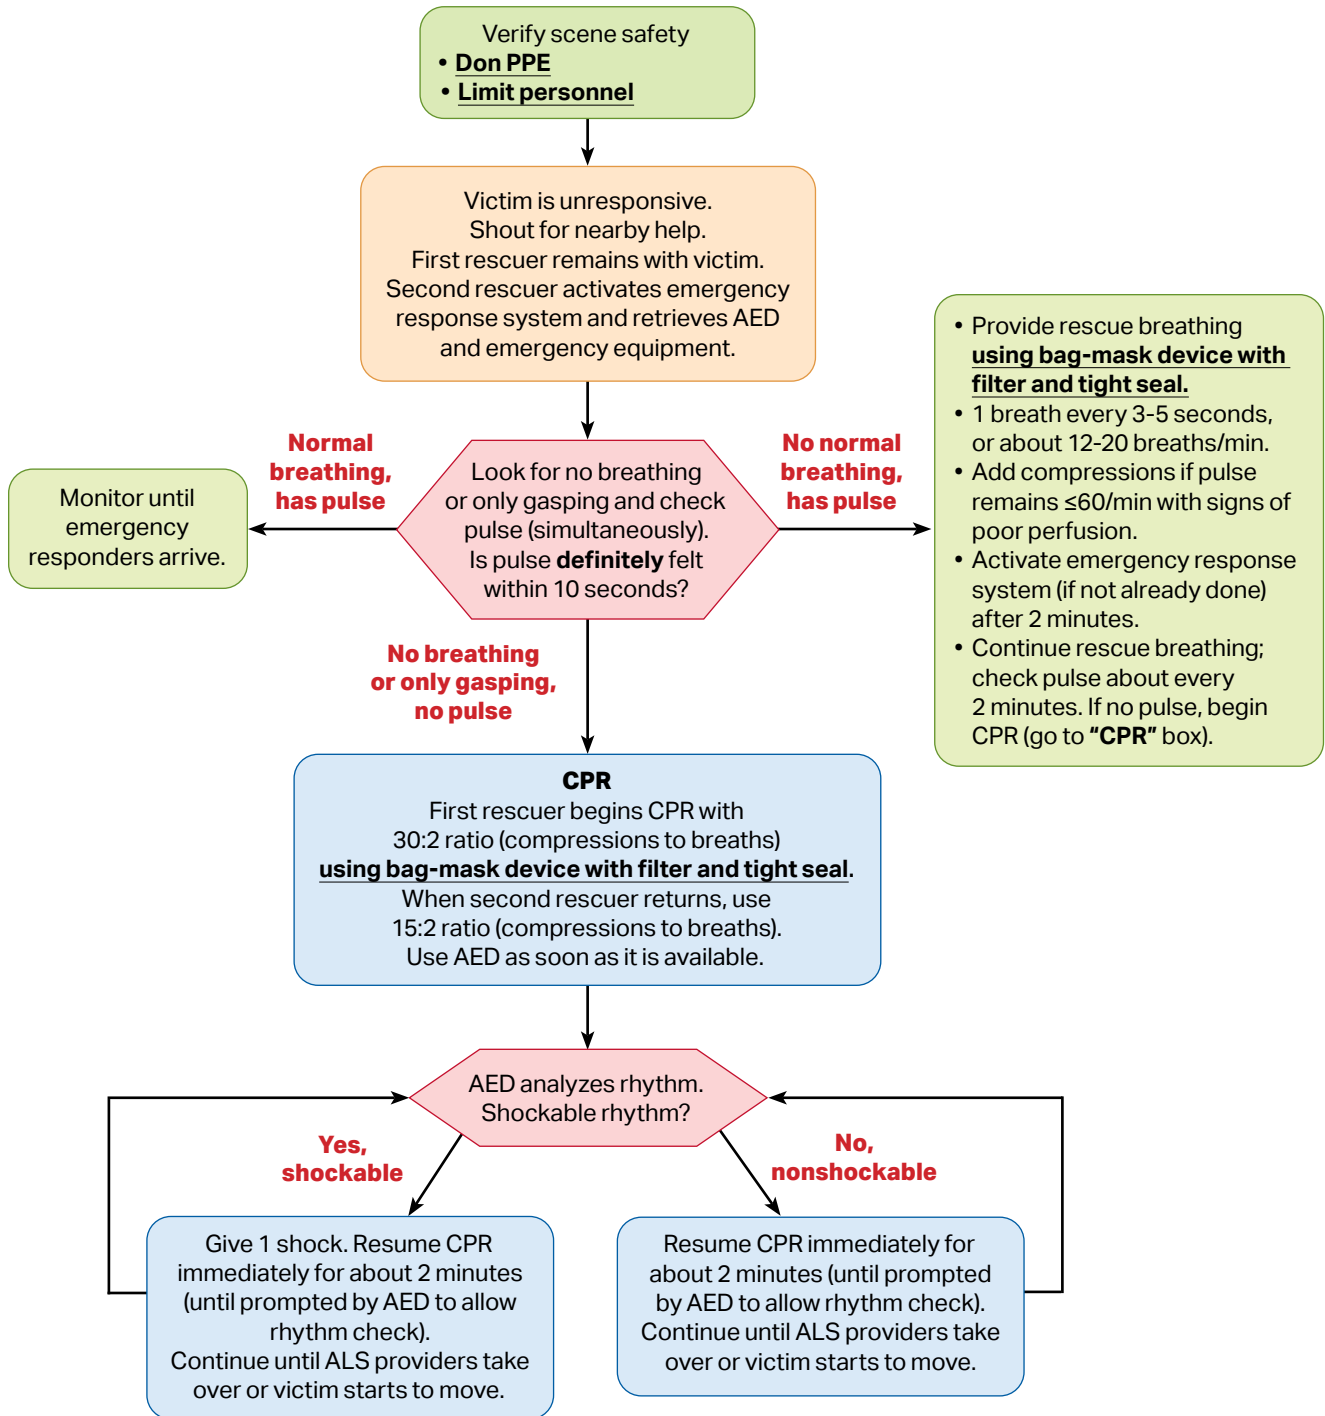 Verify scene safety
• Don PPE
• Limit personnel
Victim is unresponsive.
Shout for nearby help.
First rescuer remains with victim.
Second rescuer activates emergency
response system and retrieves AED
and emergency equipment.
Normal
breathing,
has pulse
Look for no breathing
or only gasping and check
pulse (simultaneously).
Is pulse definitely felt
within 10 seconds?
No normal
breathing,
has pulse
Monitor until
emergency
responders arrive.
• Provide rescue breathing
using bag-mask device with
filter and tight seal.
• 1 breath every 3-5 seconds,
or about 12-20 breaths/min.
• Add compressions if pulse
remains ≤60/min with signs of
poor perfusion.
• Activate emergency response
system (if not already done)
after 2 minutes.
• Continue rescue breathing;
check pulse about every
2 minutes. If no pulse, begin
CPR (go to "CPR" box).
No breathing
or only gasping,
no pulse
CPR
First rescuer begins CPR with
30:2 ratio (compressions to breaths)
using bag-mask device with filter and tight seal.
When second rescuer returns, use
15:2 ratio (compressions to breaths).
Use AED as soon as it is available.
AED analyzes rhythm.
Shockable rhythm?
Yes,
shockable
No,
nonshockable
Give 1 shock. Resume CPR
immediately for about 2 minutes
(until prompted by AED to allow
rhythm check).
Continue until ALS providers take
over or victim starts to move.
Resume CPR immediately for
about 2 minutes (until prompted
by AED to allow rhythm check).
Continue until ALS providers take
over or victim starts to move.